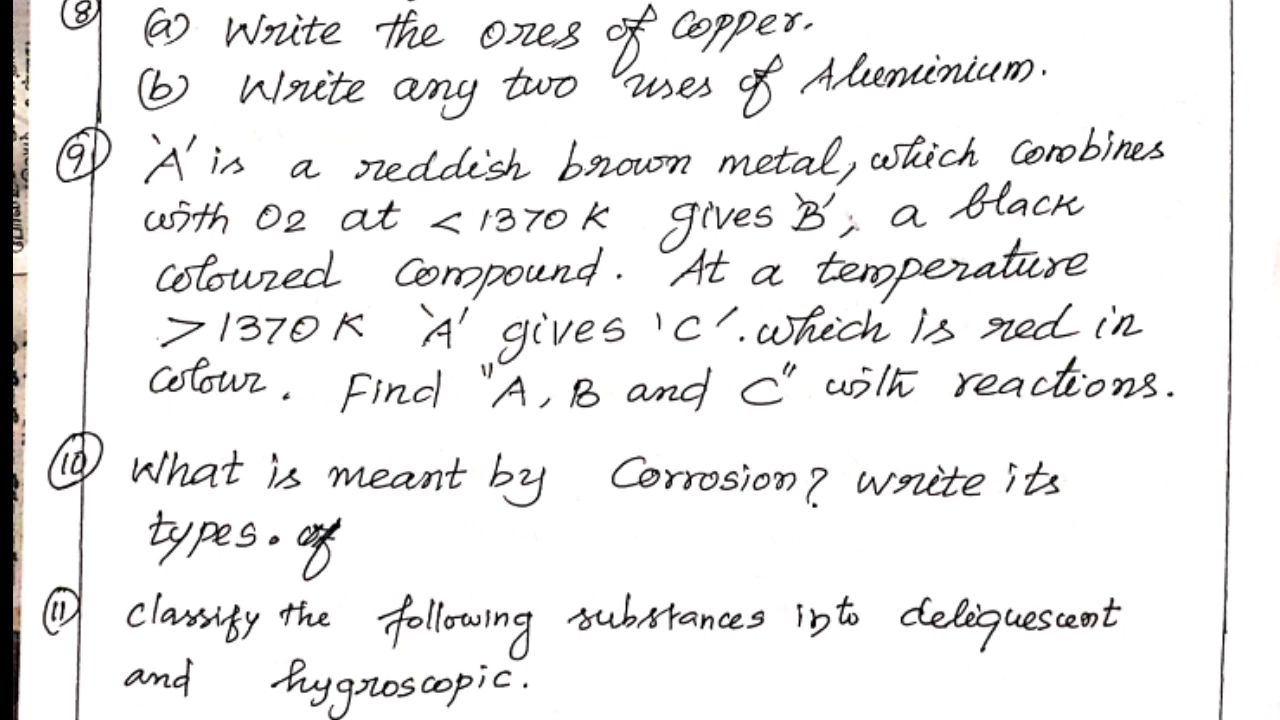 ⑧ (a) Write the ores of Copper.
(b) Write any two uses of Aluminium.
⑨ 'A' is a reddish brown metal, which combines
with O2 at < 1370 K gives 'B', a black
coloured compound. At a temperature
> 1370 K 'A' gives 'C'. which is red in
colour. Find "A, B and C" with reactions.
⑩ What is meant by Corrosion? write its
types. of
⑪ Classify the following substances into deliquescent
and hygroscopic.